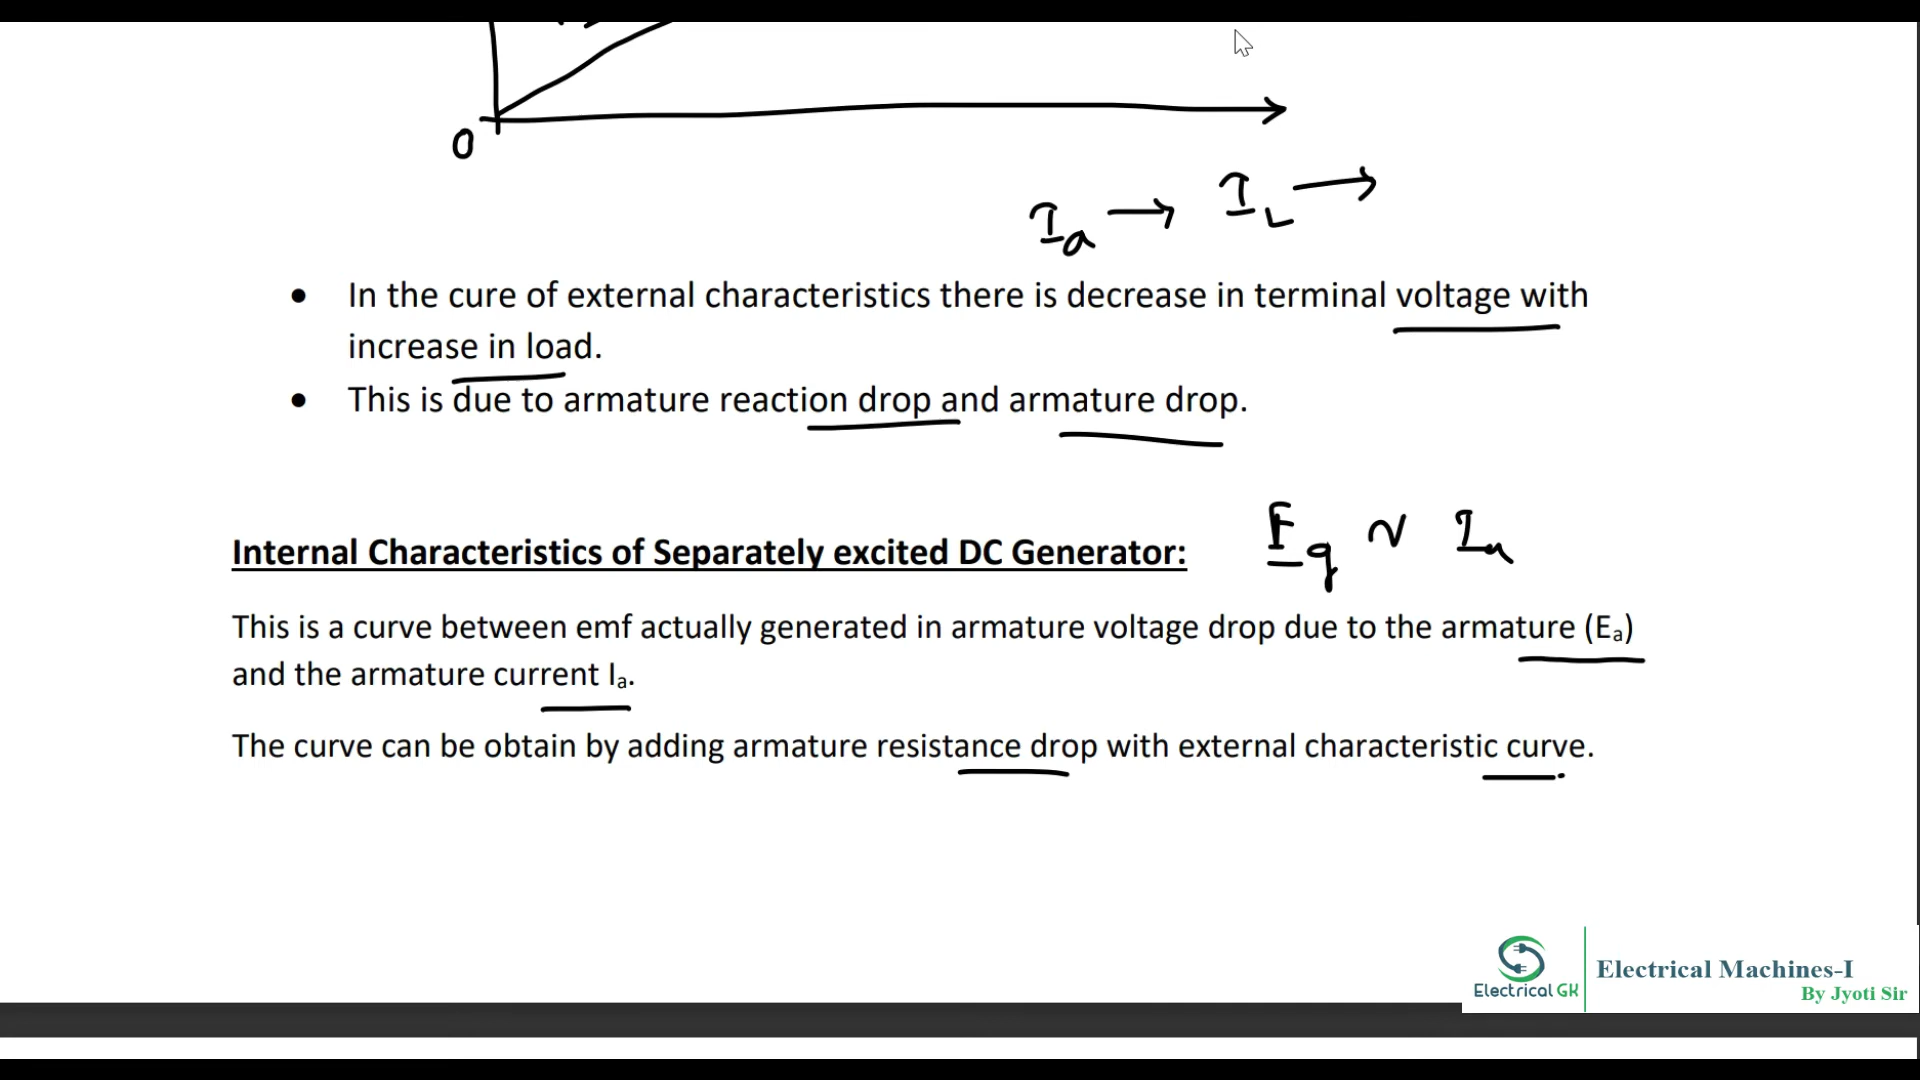 0
Ia → IL →
• In the cure of external characteristics there is decrease in terminal voltage with
increase in load.
• This is due to armature reaction drop and armature drop.
Internal Characteristics of Separately excited DC Generator:
Eg ~ Ia
This is a curve between emf actually generated in armature voltage drop due to the armature (Ea)
and the armature current Ia.
The curve can be obtain by adding armature resistance drop with external characteristic curve.
Electrical GK
Electrical Machines-I
By Jyoti Sir